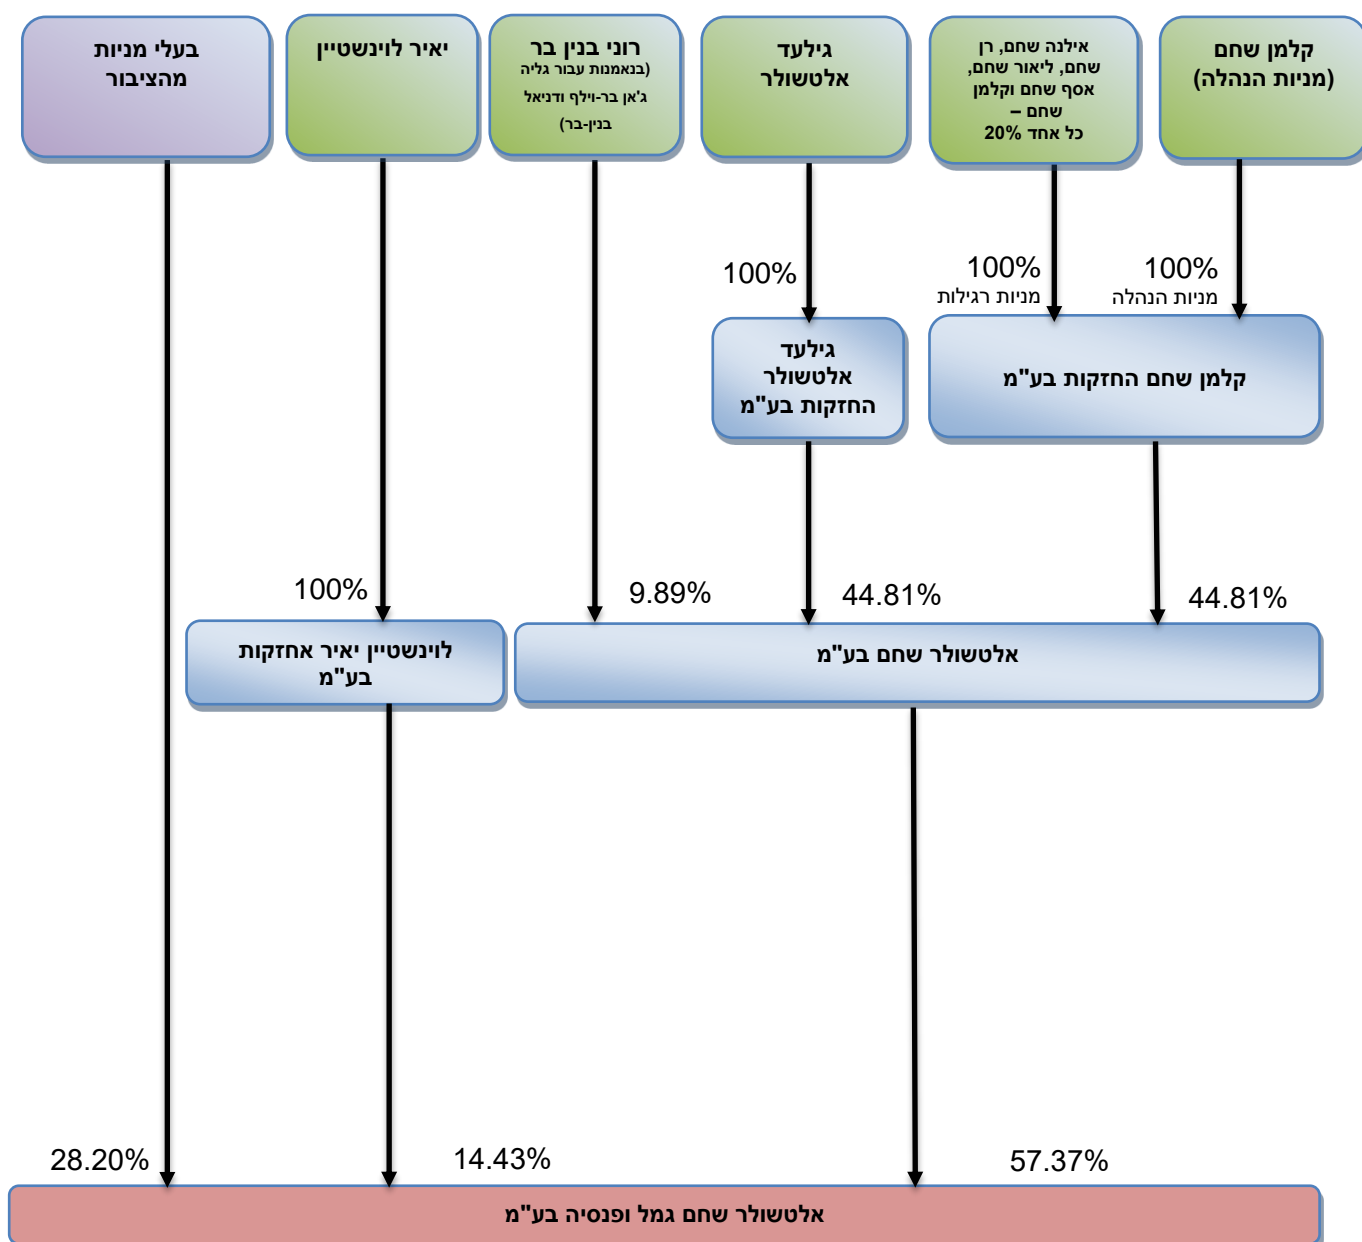 קלמן שחם
(מניות הנהלה)
אילנה שחם, רן
שחם, ליאור שחם,
אסף שחם וקלמן
שחם –
כל אחד 20%
גילעד
אלטשולר
רוני בנין בר
(בנאמנות עבור גליה
ג'אן בר-וילף ודניאל
בנין-בר)
יאיר לוינשטיין
בעלי מניות
מהציבור
100%
מניות הנהלה
100%
מניות רגילות
100%
קלמן שחם החזקות בע"מ
גילעד
אלטשולר
החזקות בע"מ
44.81%
44.81%
9.89%
100%
אלטשולר שחם בע"מ
לוינשטיין יאיר אחזקות
בע"מ
57.37%
14.43%
28.20%
אלטשולר שחם גמל ופנסיה בע"מ